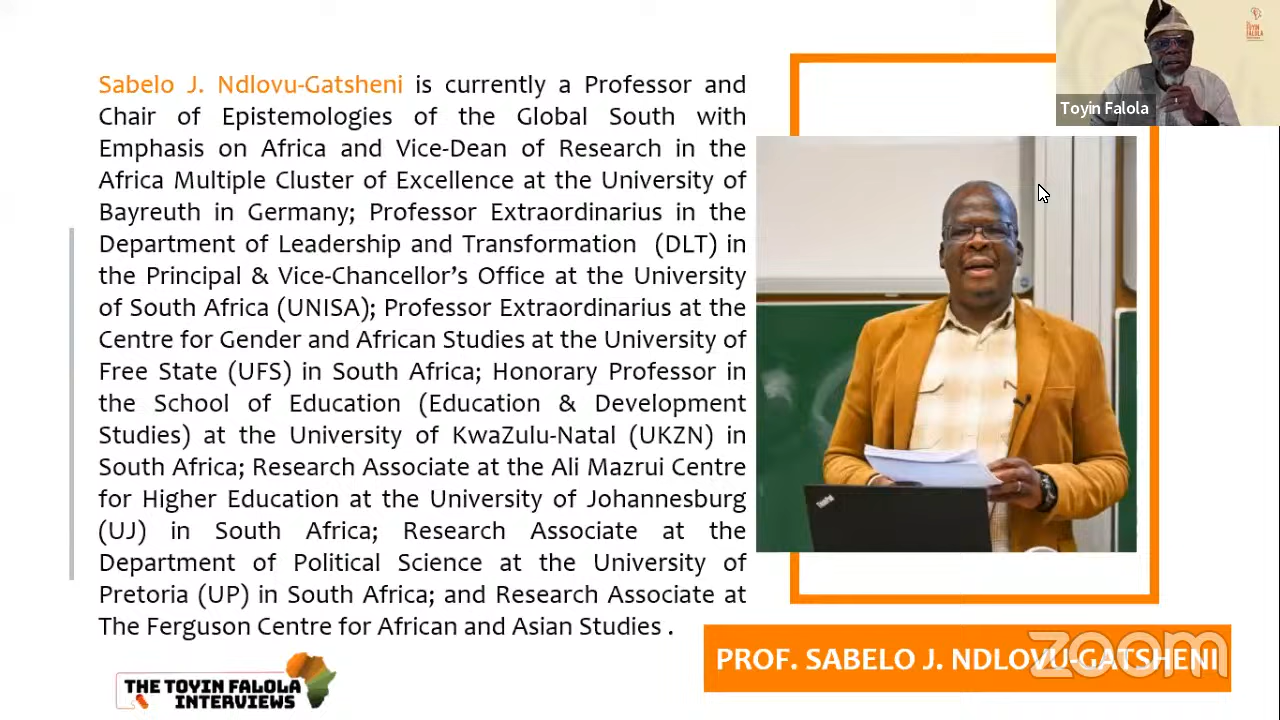 Sabelo J. Ndlovu-Gatsheni is currently a Professor and
Chair of Epistemologies of the Global South with
Emphasis on Africa and Vice-Dean of Research in the
Africa Multiple Cluster of Excellence at the University of
Bayreuth in Germany; Professor Extraordinarius in the
Department of Leadership and Transformation (DLT) in
the Principal & Vice-Chancellor’s Office at the University
of South Africa (UNISA); Professor Extraordinarius at the
Centre for Gender and African Studies at the University of
Free State (UFS) in South Africa; Honorary Professor in
the School of Education (Education & Development
Studies) at the University of KwaZulu-Natal (UKZN) in
South Africa; Research Associate at the Ali Mazrui Centre
for Higher Education at the University of Johannesburg
(UJ) in South Africa; Research Associate at the
Department of Political Science at the University of
Pretoria (UP) in South Africa; and Research Associate at
The Ferguson Centre for African and Asian Studies .
THE TOYIN FALOLA
INTERVIEWS
TOYIN
FALOLA
Toyin Falola
ThinkPad
PROF. SABELO J. NDLOVU-GATSHENI
zoom